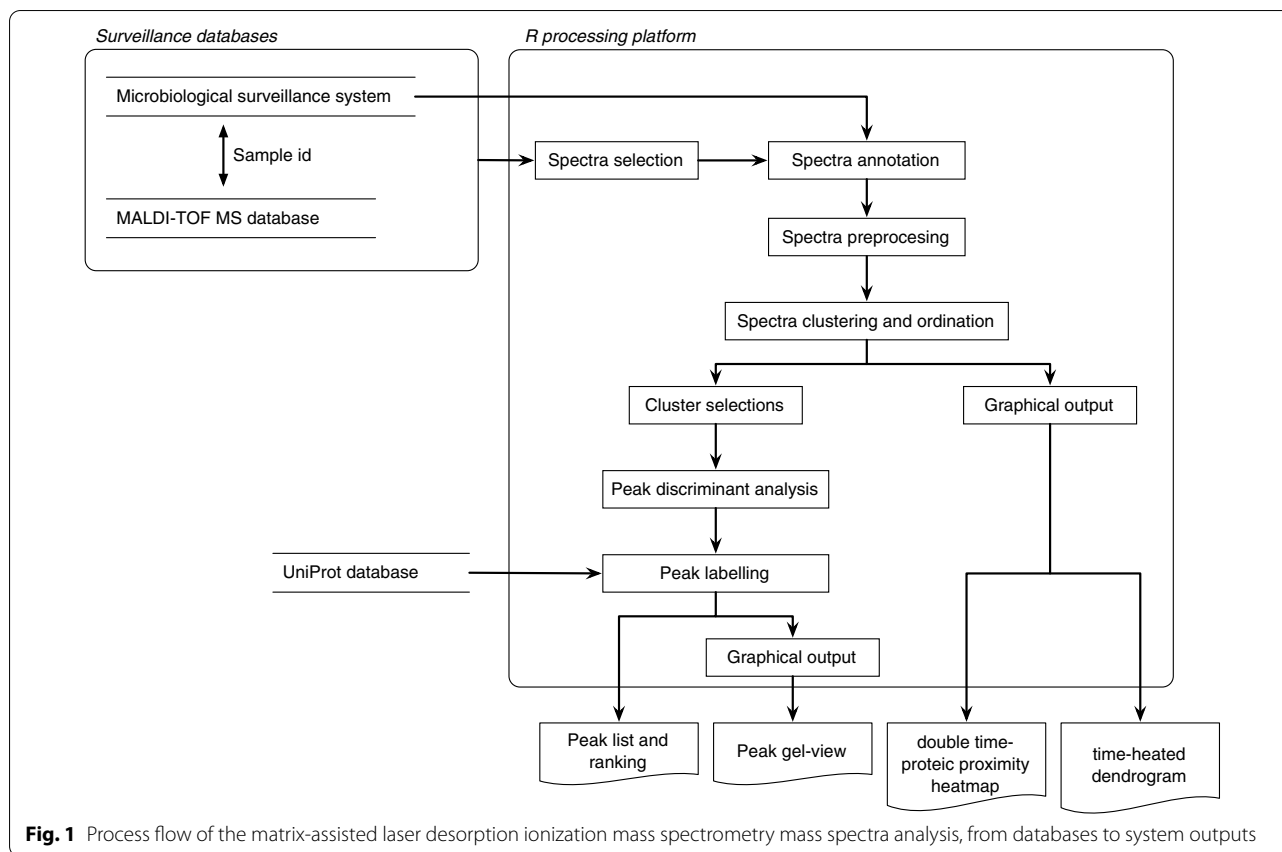 Surveillance databases
R processing platform
Microbiological surveillance system
Sample id
MALDI-TOF MS database
Spectra selection
Spectra annotation
Spectra preprocesing
Spectra clustering and ordination
Cluster selections
Graphical output
Peak discriminant analysis
UniProt database
Peak labelling
Graphical output
Peak list and
ranking
Peak gel-view
double time-
proteic proximity
heatmap
time-heated
dendrogram
Fig. 1 Process flow of the matrix-assisted laser desorption ionization mass spectrometry mass spectra analysis, from databases to system outputs